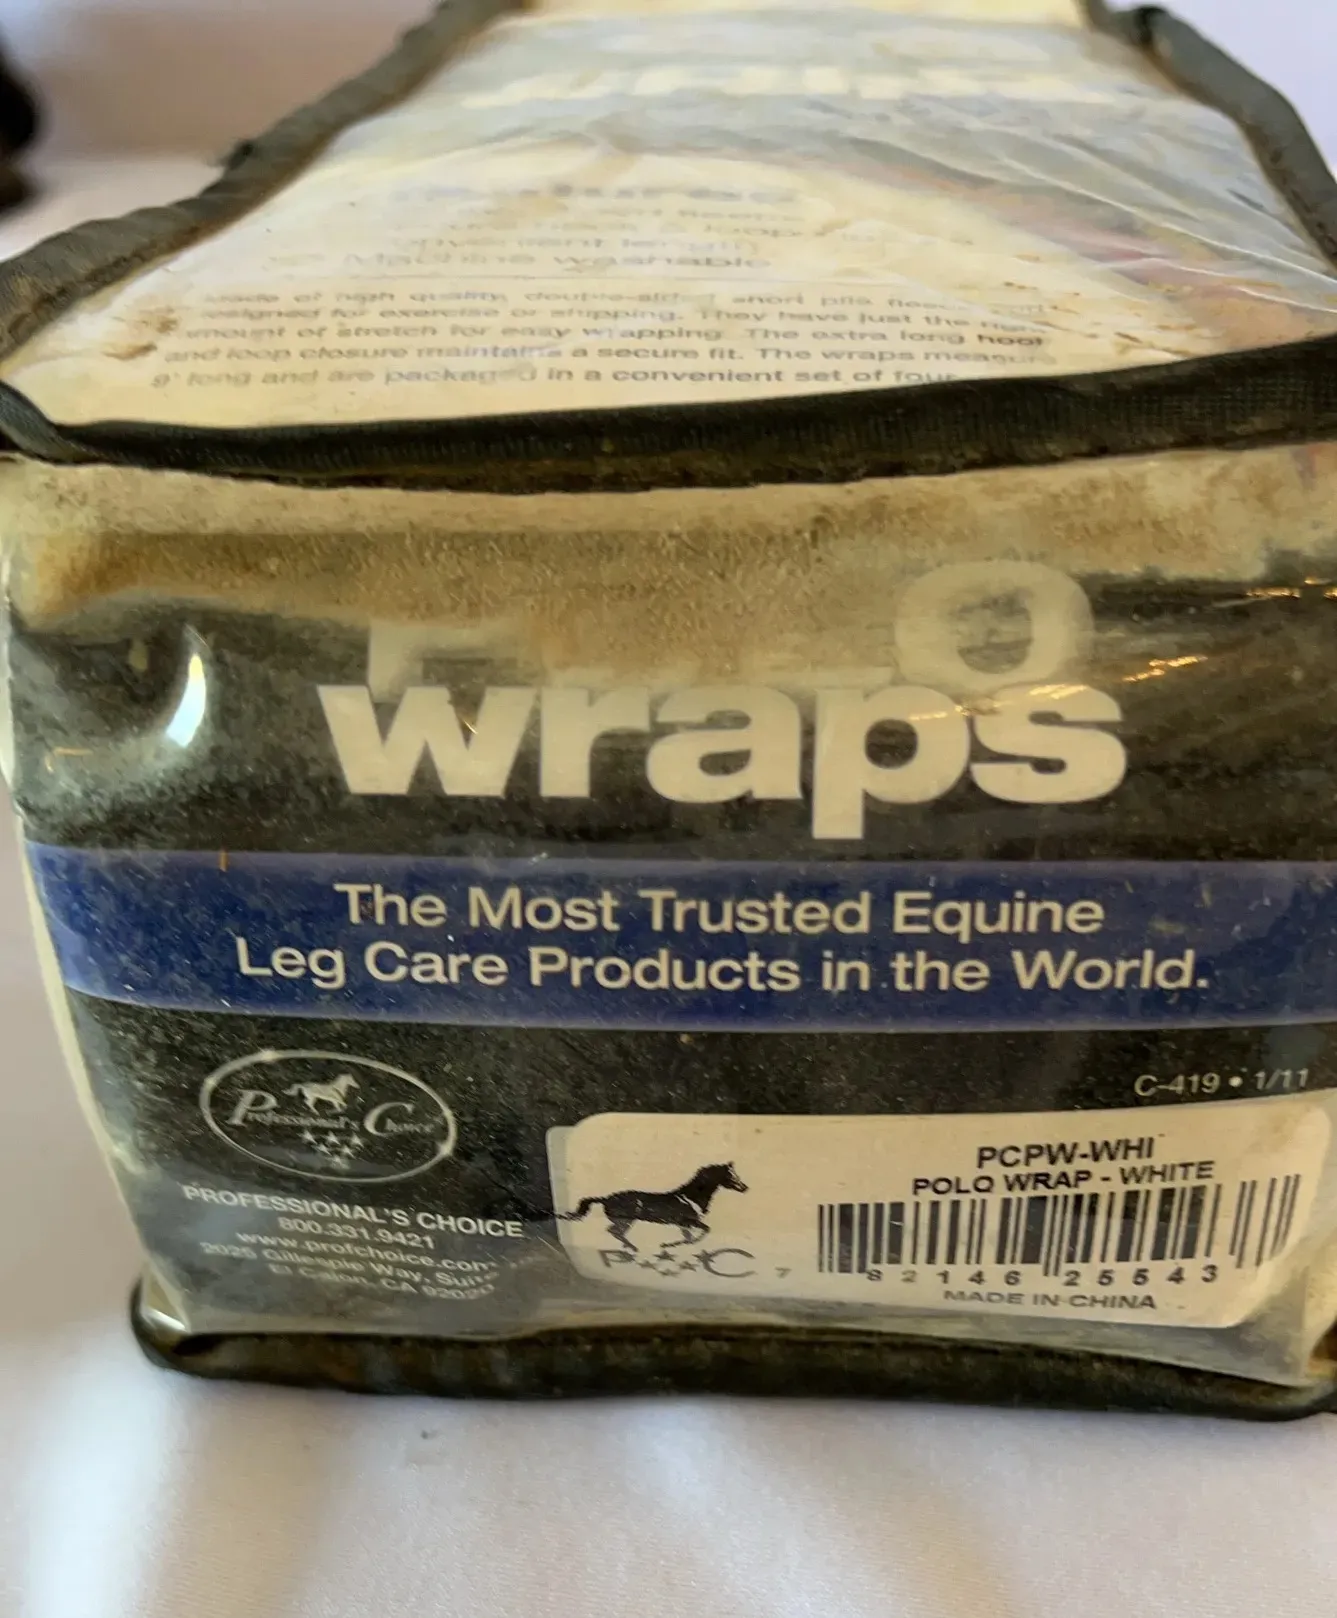 Machine washable
Made of high quality, double-sided short pile
designed for exercise or shipping. They have just the right
amount of stretch for easy wrapping. The extra long hook
and loop closure maintains a secure fit. The wraps measure
9' long and are packaged in a convenient set of four
wraps
The Most Trusted Equine
Leg Care Products in the World.
C-419 • 1/11
Professional's Choice
PROFESSIONAL'S CHOICE
800.331.9421
www.profchoice.com
2025 Gillespie Way, Suite
El Cajon, CA 92020
PCPW-WHI
POLO WRAP - WHITE
P C
7 82146 25543
MADE IN CHINA